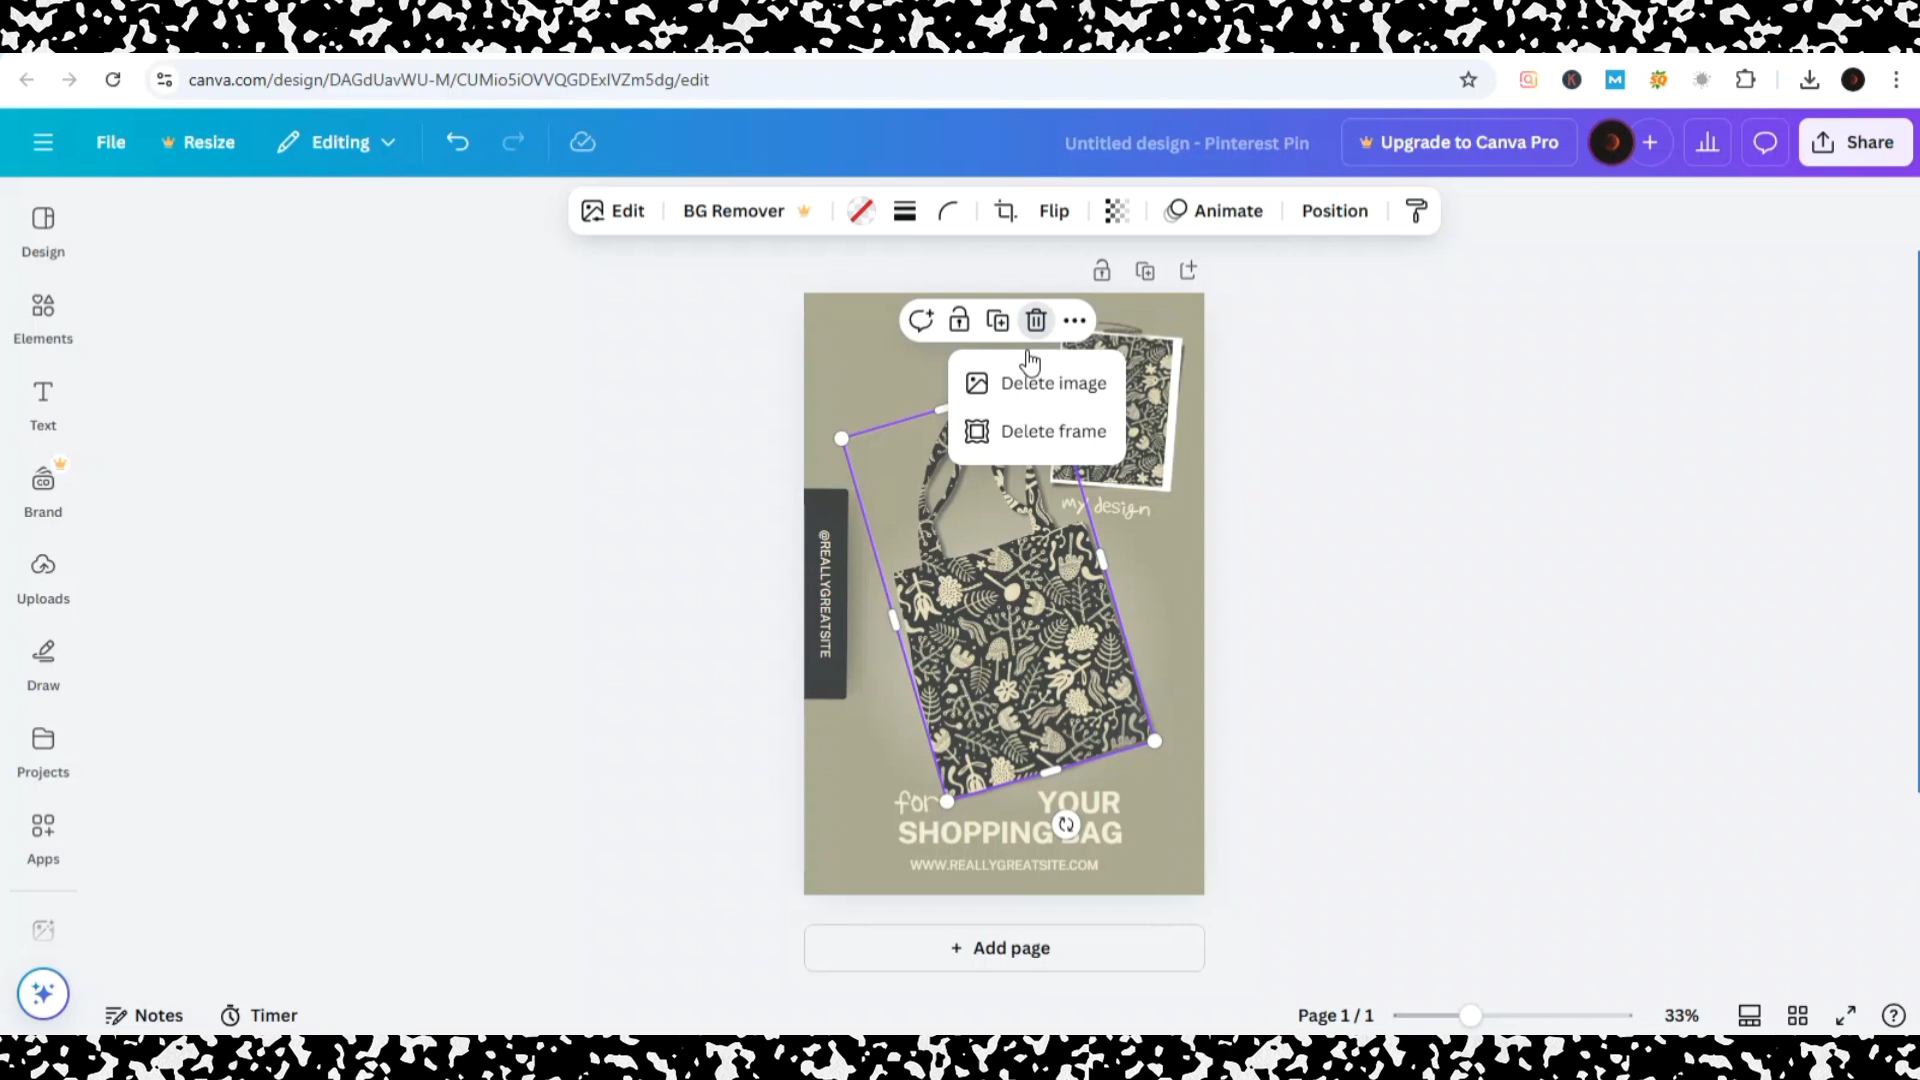 canva.com/design/DAGdUavWU-M/CUMio5iOVVQGDExIVZm5dg/edit
File
Resize
Editing
Untitled design - Pinterest Pin
Upgrade to Canva Pro
Share
Edit
BG Remover
Flip
Animate
Position
Design
Elements
Text
Brand
Uploads
Draw
Projects
Apps
Delete image
Delete frame
my design
@REALLYGREATSITE
for YOUR
SHOPPING BAG
WWW.REALLYGREATSITE.COM
+ Add page
Notes
Timer
Page 1 / 1
33%